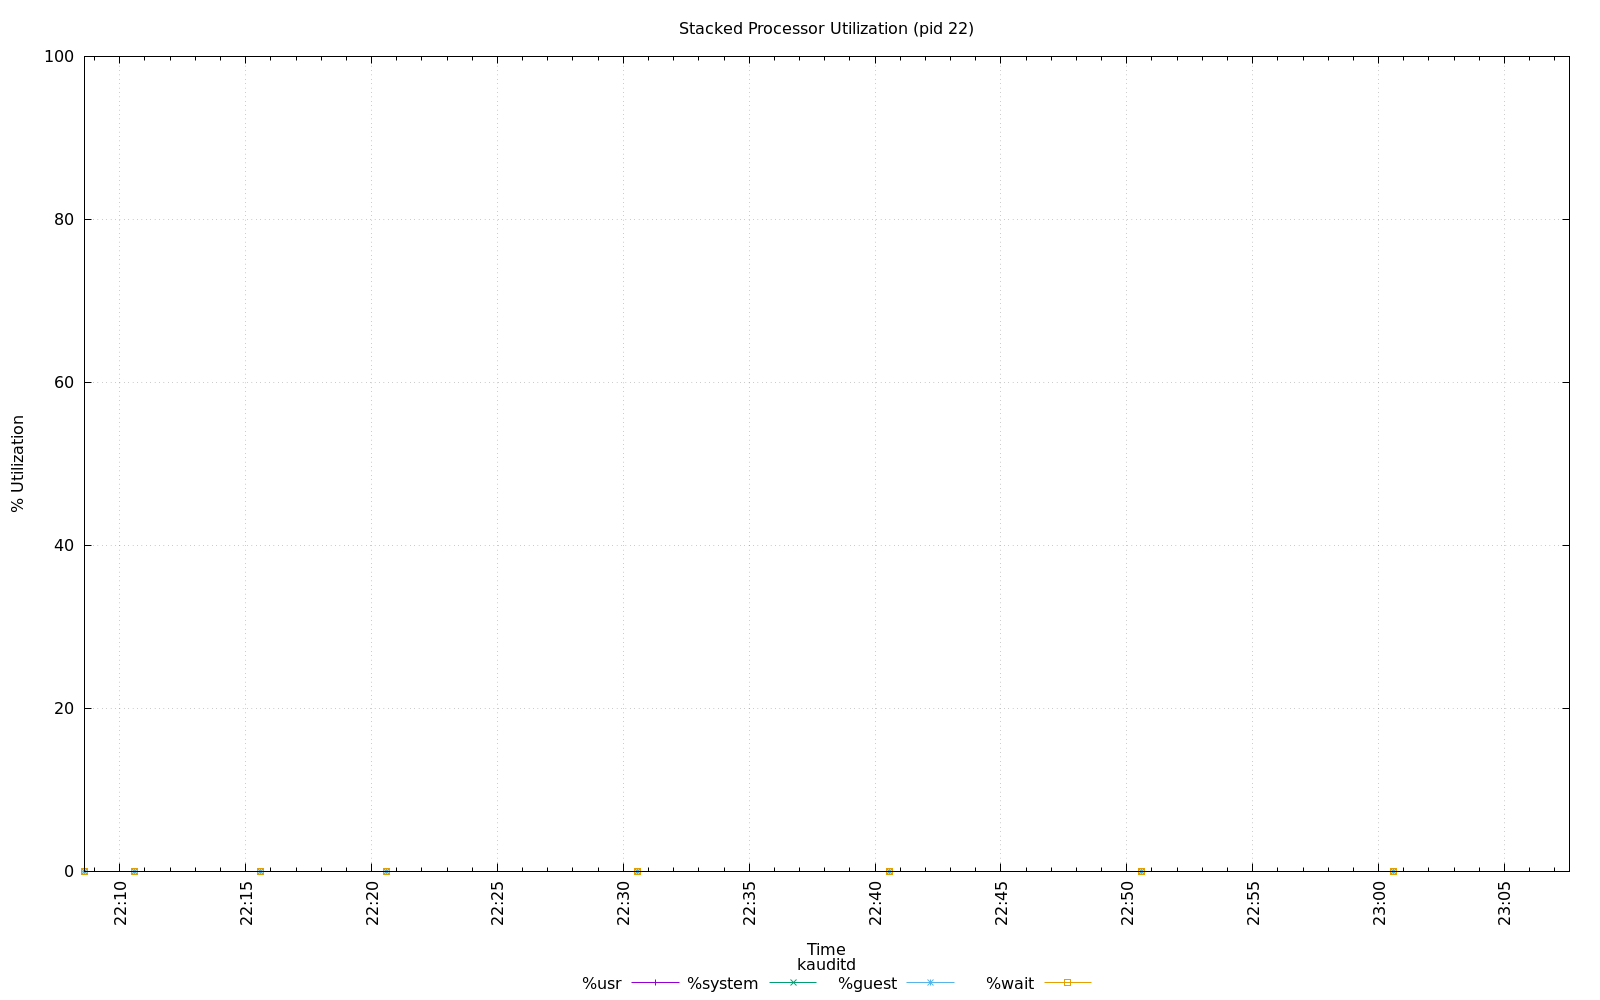 Stacked Processor Utilization (pid 22)
100
80
60
40
20
0
% Utilization
22:10 22:15 22:20 22:25 22:30 22:35 22:40 22:45 22:50 22:55 23:00 23:05
Time
kauditd
%usr %system %guest %wait